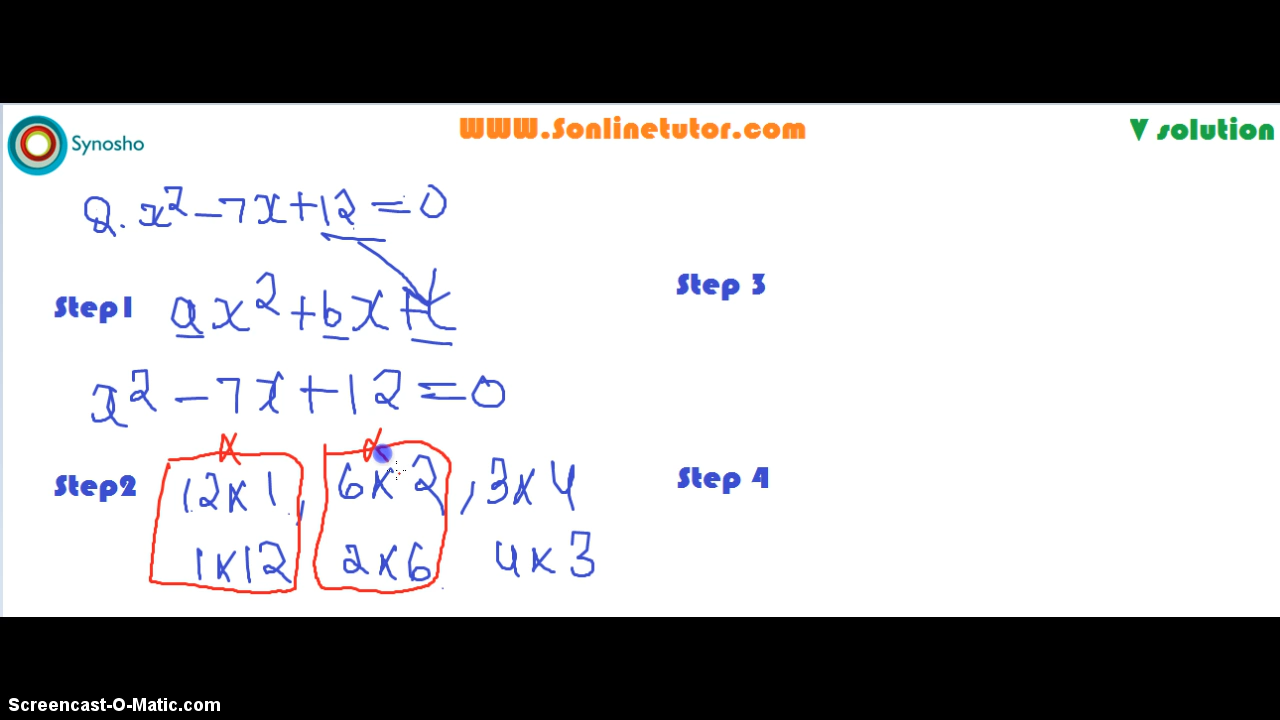 Synosho
WWW.Sonlinetutor.com
V solution
Q. x² - 7x + 12 = 0
Step1 ax² + bx + c
x² - 7x + 12 = 0
Step2 12 x 1, 6 x 2, 3 x 4
1 x 12 2 x 6 4 x 3
Step 3
Step 4
Screencast-O-Matic.com